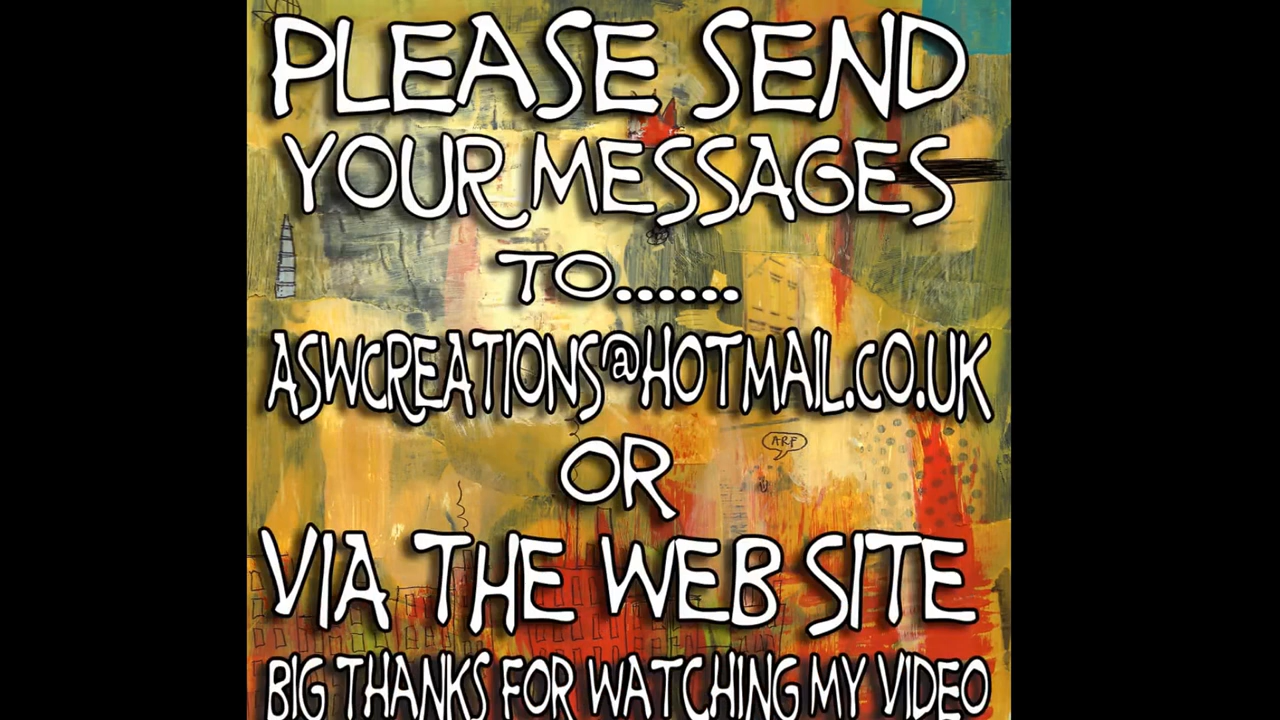 PLEASE SEND
YOUR MESSAGES
TO......
ASWCREATIONS@HOTMAIL.CO.UK
ARF
OR
VIA THE WEB SITE
BIG THANKS FOR WATCHING MY VIDEO